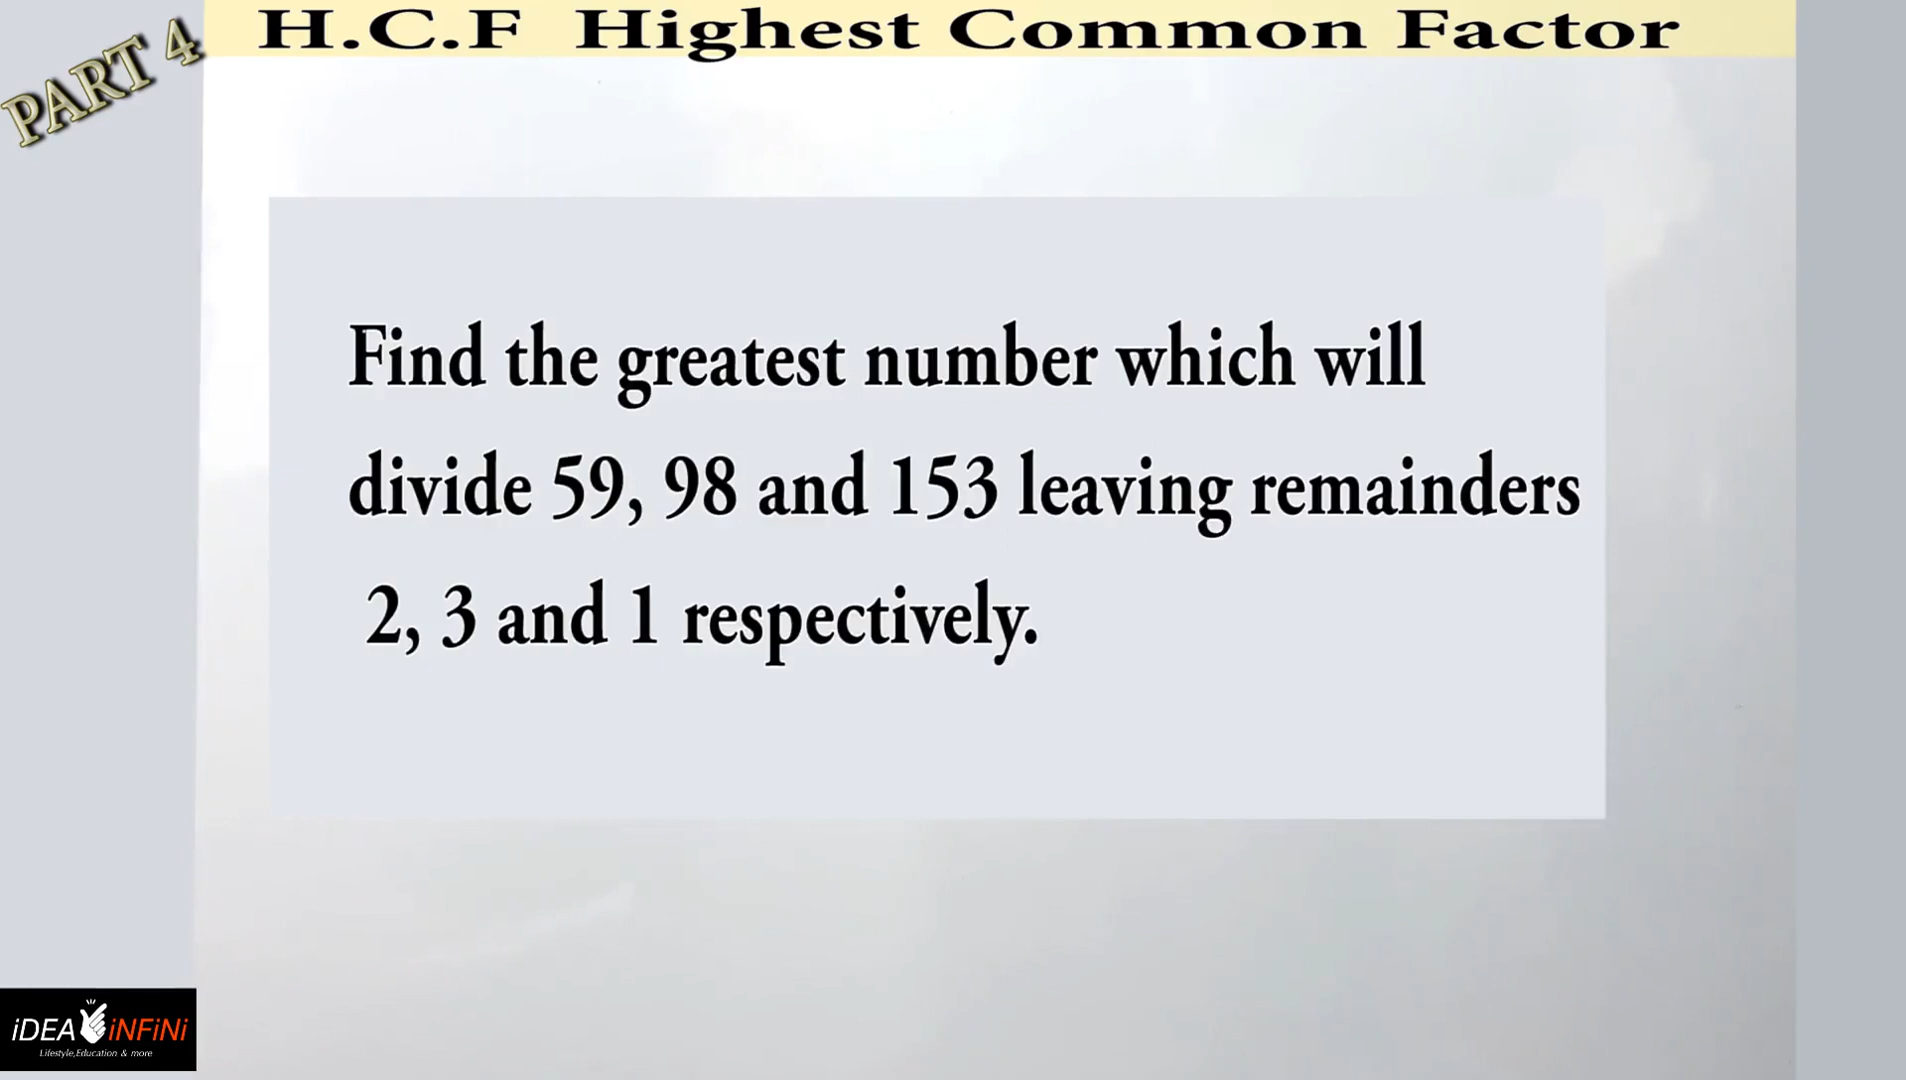 PART 4
H.C.F Highest Common Factor
Find the greatest number which will
divide 59, 98 and 153 leaving remainders
2, 3 and 1 respectively.
iDEA iNFiNi
Lifestyle,Education & more